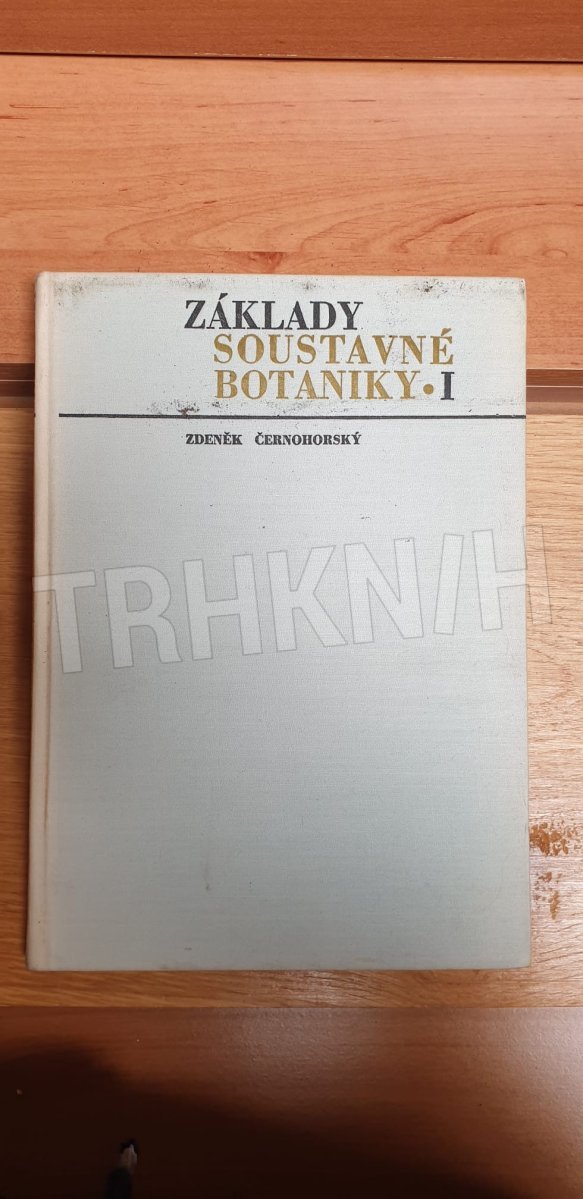 ZÁKLADY
SOUSTAVNÉ
BOTANIKY • I
ZDENĚK ČERNOHORSKÝ
TRHKNIH